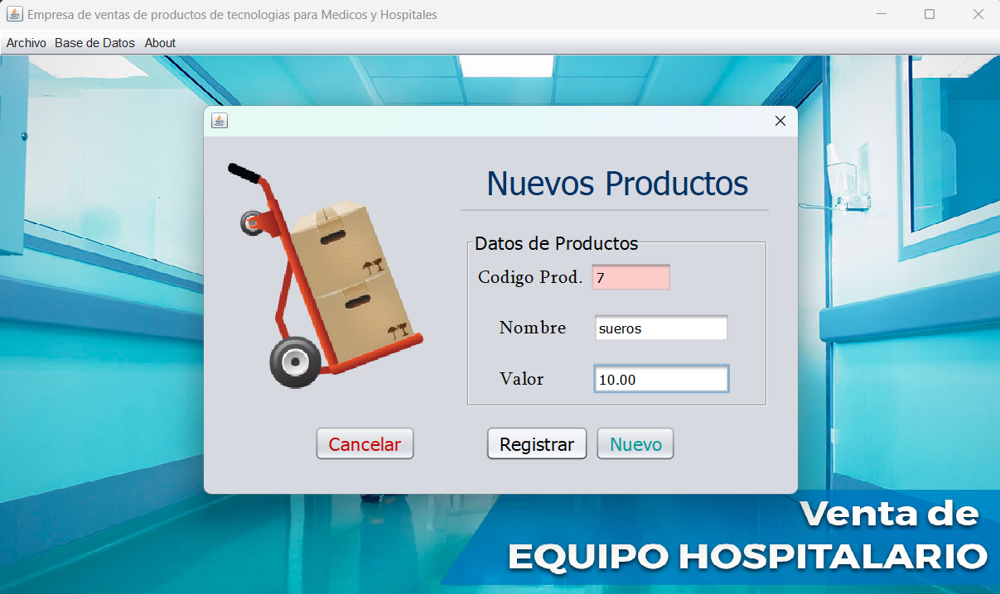 Empresa de ventas de productos de tecnologias para Medicos y Hospitales
Archivo Base de Datos About
Nuevos Productos
Datos de Productos
Codigo Prod. 7
Nombre sueros
Valor 10.00
Cancelar Registrar Nuevo
Venta de
EQUIPO HOSPITALARIO